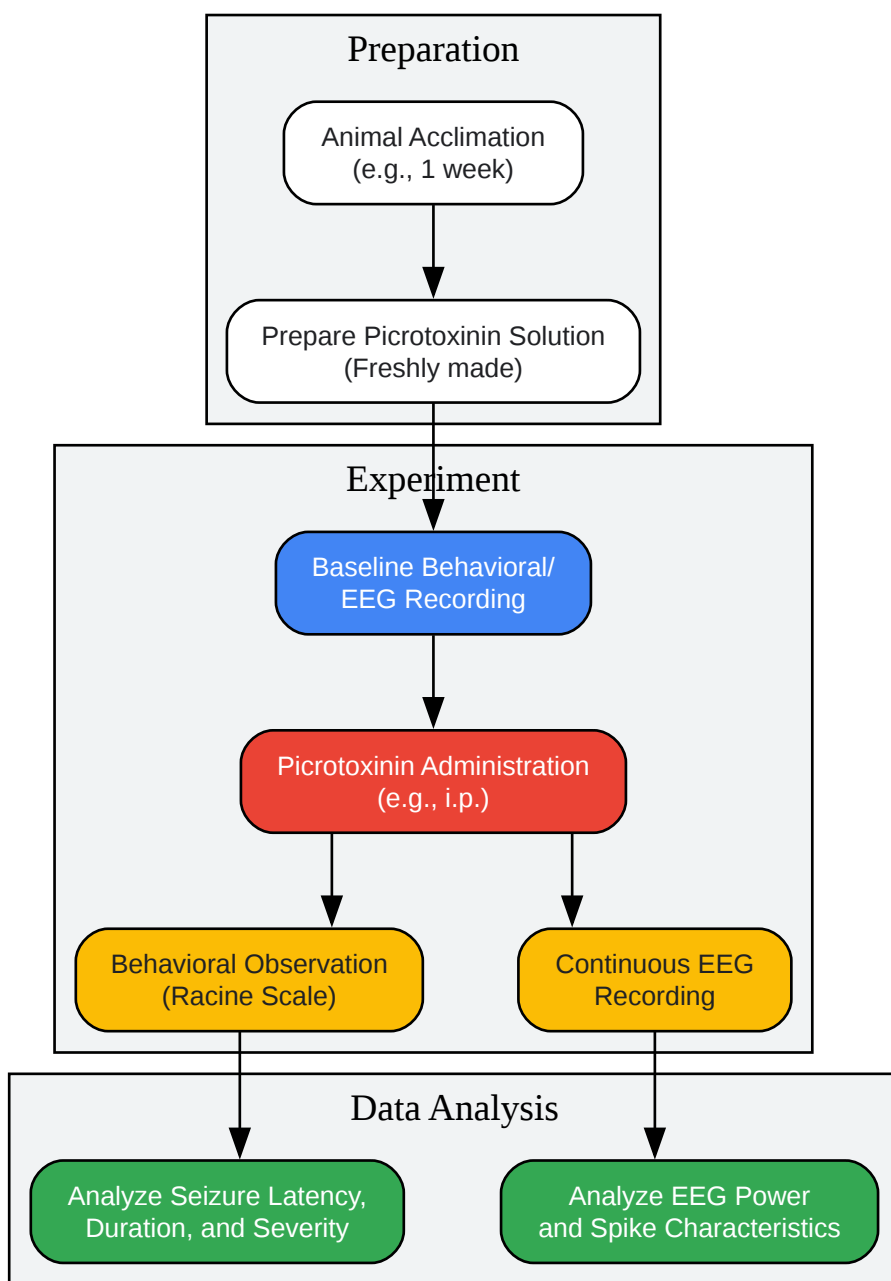 Preparation
Animal Acclimation
(e.g., 1 week)
Prepare Picrotoxinin Solution
(Freshly made)
Experiment
Baseline Behavioral/
EEG Recording
Picrotoxinin Administration
(e.g., i.p.)
Behavioral Observation
(Racine Scale)
Continuous EEG
Recording
Data Analysis
Analyze Seizure Latency,
Duration, and Severity
Analyze EEG Power
and Spike Characteristics